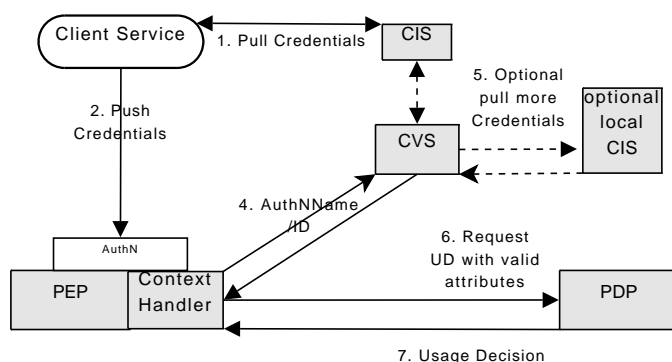 Client Service
1. Pull Credentials
CIS
5. Optional
pull more
Credentials
optional
local
CIS
2. Push
Credentials
CVS
4. AuthNName
/ID
AuthN
PEP
Context
Handler
6. Request
UD with valid
attributes
PDP
7. Usage Decision